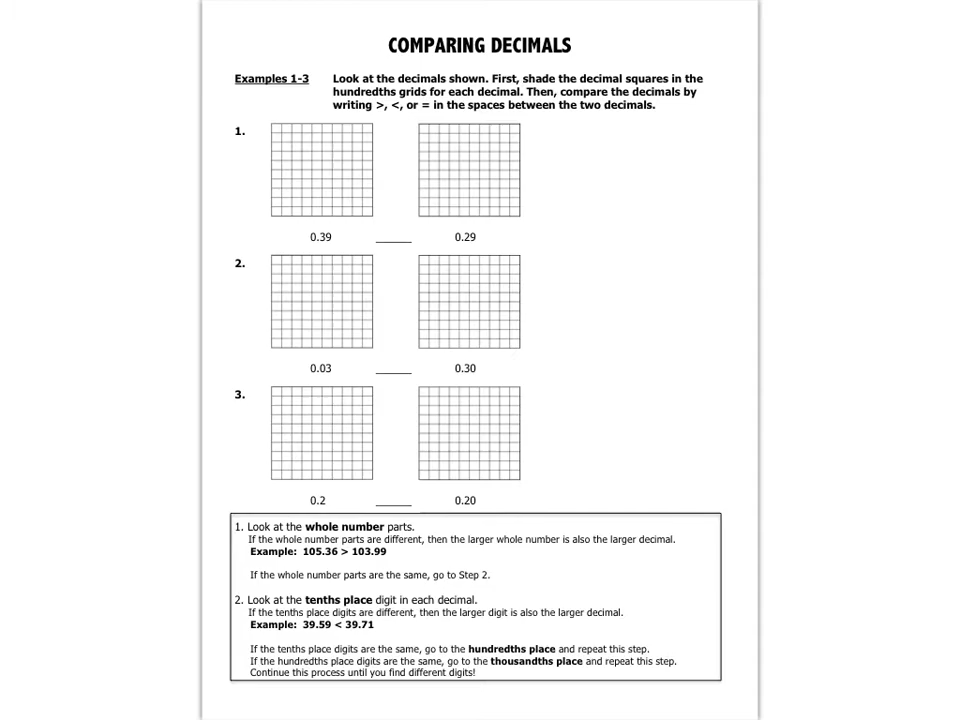 COMPARING DECIMALS
Examples 1-3 Look at the decimals shown. First, shade the decimal squares in the
hundredths grids for each decimal. Then, compare the decimals by
writing >, <, or = in the spaces between the two decimals.
1.
0.39 ______ 0.29
2.
0.03 ______ 0.30
3.
0.2 ______ 0.20
1. Look at the whole number parts.
If the whole number parts are different, then the larger whole number is also the larger decimal.
Example: 105.36 > 103.99
If the whole number parts are the same, go to Step 2.
2. Look at the tenths place digit in each decimal.
If the tenths place digits are different, then the larger digit is also the larger decimal.
Example: 39.59 < 39.71
If the tenths place digits are the same, go to the hundredths place and repeat this step.
If the hundredths place digits are the same, go to the thousandths place and repeat this step.
Continue this process until you find different digits!